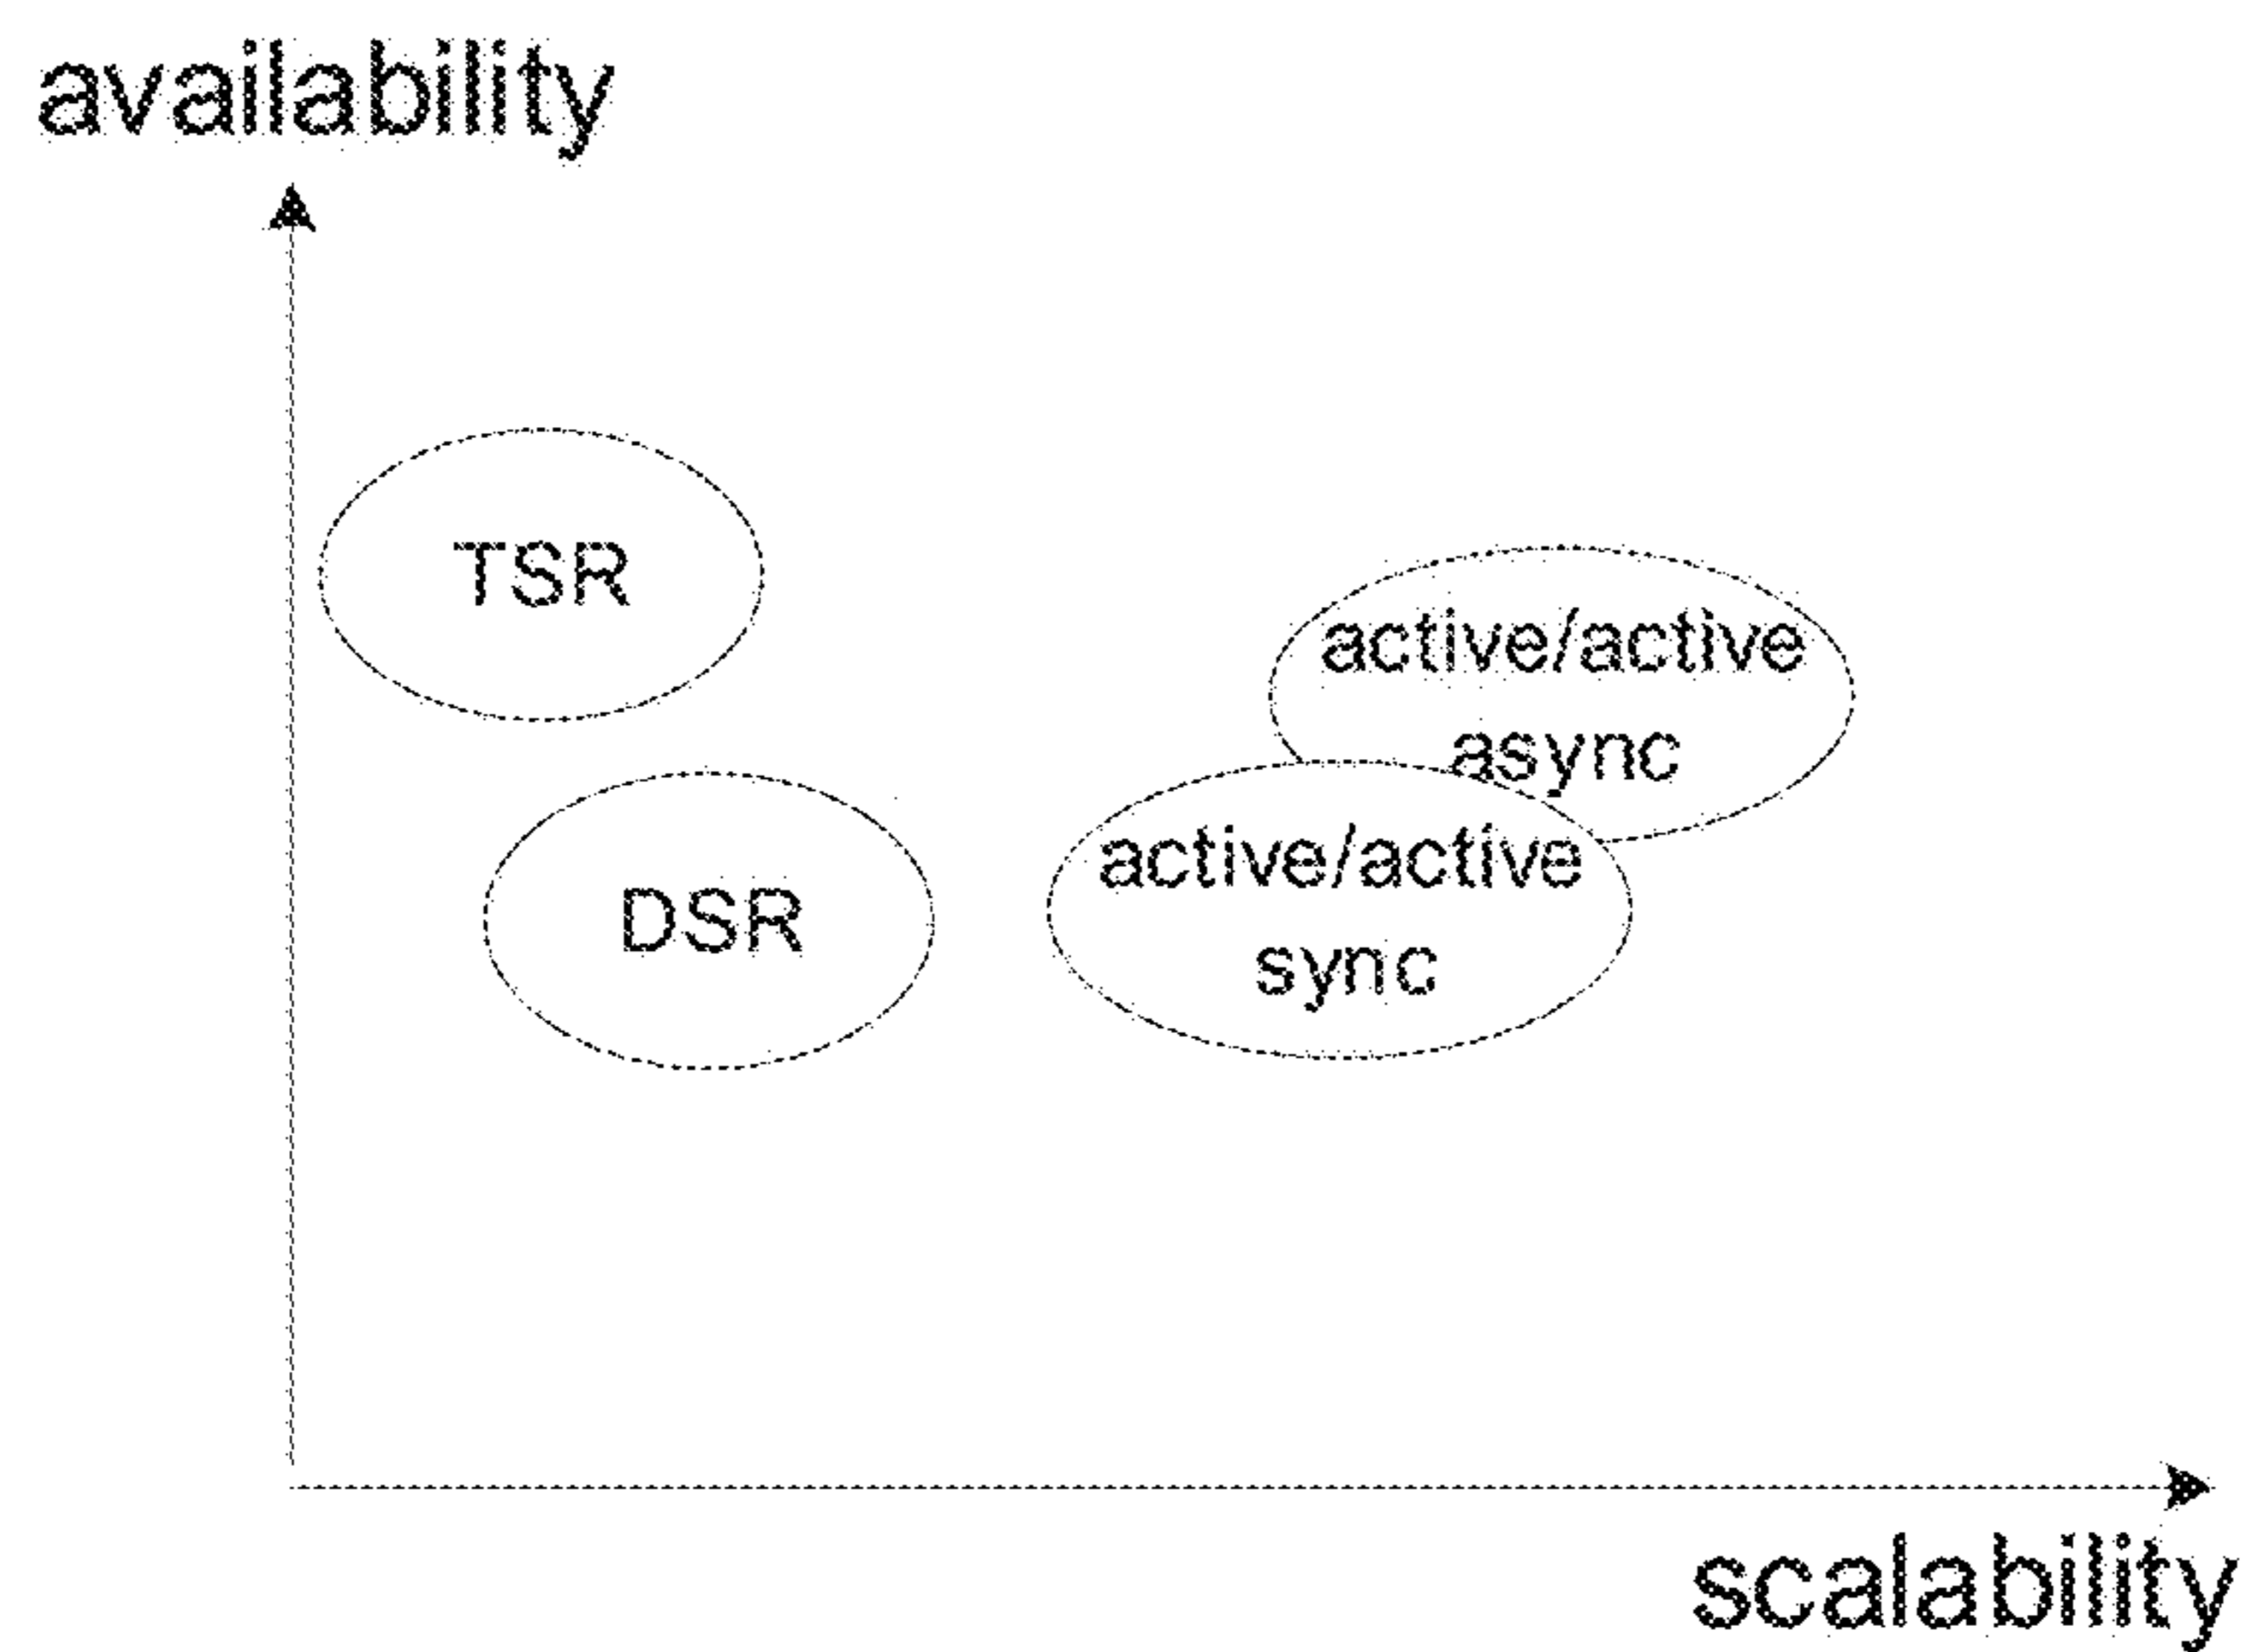 availability
TSR
active/active
async
active/active
sync
DSR
scalability